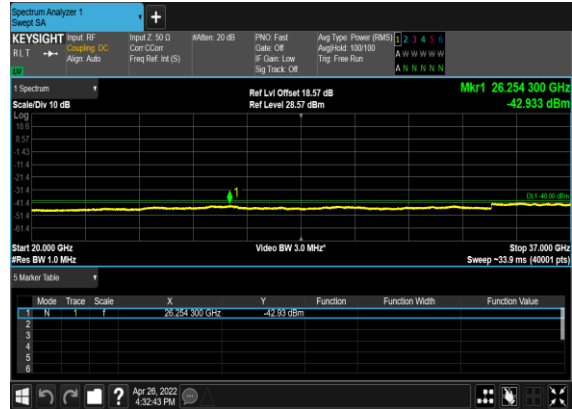 Spectrum Analyzer 1
Swept SA
+
KEYSIGHT Input: RF Input Z: 50 Ω #Atten: 20 dB PNO: Fast Avg Type: Power (RMS) 1 2 3 4 5 6
RLT Coupling: DC Corr CCorr Gate: Off Avg|Hold: 100/100 A W W W W W
Align: Auto Freq Ref: Int (S) IF Gain: Low Trig: Free Run
Sig Track: Off A N N N N N
1 Spectrum Ref Lvl Offset 18.57 dB Mkr1 26.254 300 GHz
Scale/Div 10 dB Ref Level 28.57 dBm -42.933 dBm
Log
18.6
8.57
-1.43
-11.4
-21.4
-31.4 1 DL1 -40.00 dBm
-41.4
-51.4
-61.4
Start 20.000 GHz Video BW 3.0 MHz* Stop 37.000 GHz
#Res BW 1.0 MHz Sweep ~33.9 ms (40001 pts)
5 Marker Table
Mode Trace Scale X Y Function Function Width Function Value
1 N 1 f 26.254 300 GHz -42.93 dBm
2
3
4
5
6
? Apr 26, 2022
4:32:43 PM